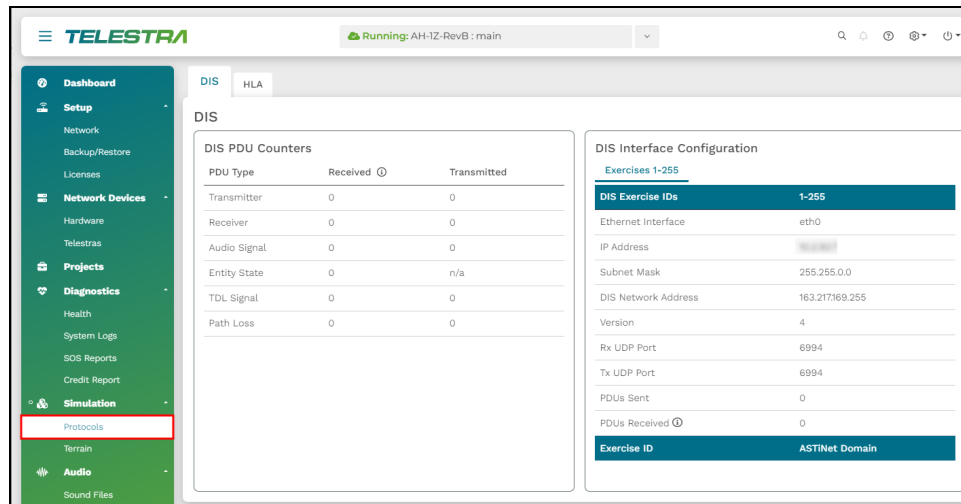 TELESTRA
Running: AH-1Z-RevB : main
Dashboard
Setup
Network
Backup/Restore
Licenses
Network Devices
Hardware
Telestras
Projects
Diagnostics
Health
System Logs
SOS Reports
Credit Report
Simulation
Protocols
Terrain
Audio
Sound Files
DIS HLA
DIS
DIS PDU Counters
PDU Type Received Transmitted
Transmitter 0 0
Receiver 0 0
Audio Signal 0 0
Entity State 0 n/a
TDL Signal 0 0
Path Loss 0 0
DIS Interface Configuration
Exercises 1-255
DIS Exercise IDs 1-255
Ethernet Interface eth0
IP Address
Subnet Mask 255.255.0.0
DIS Network Address 163.217.169.255
Version 4
Rx UDP Port 6994
Tx UDP Port 6994
PDUs Sent 0
PDUs Received 0
Exercise ID ASTiNet Domain